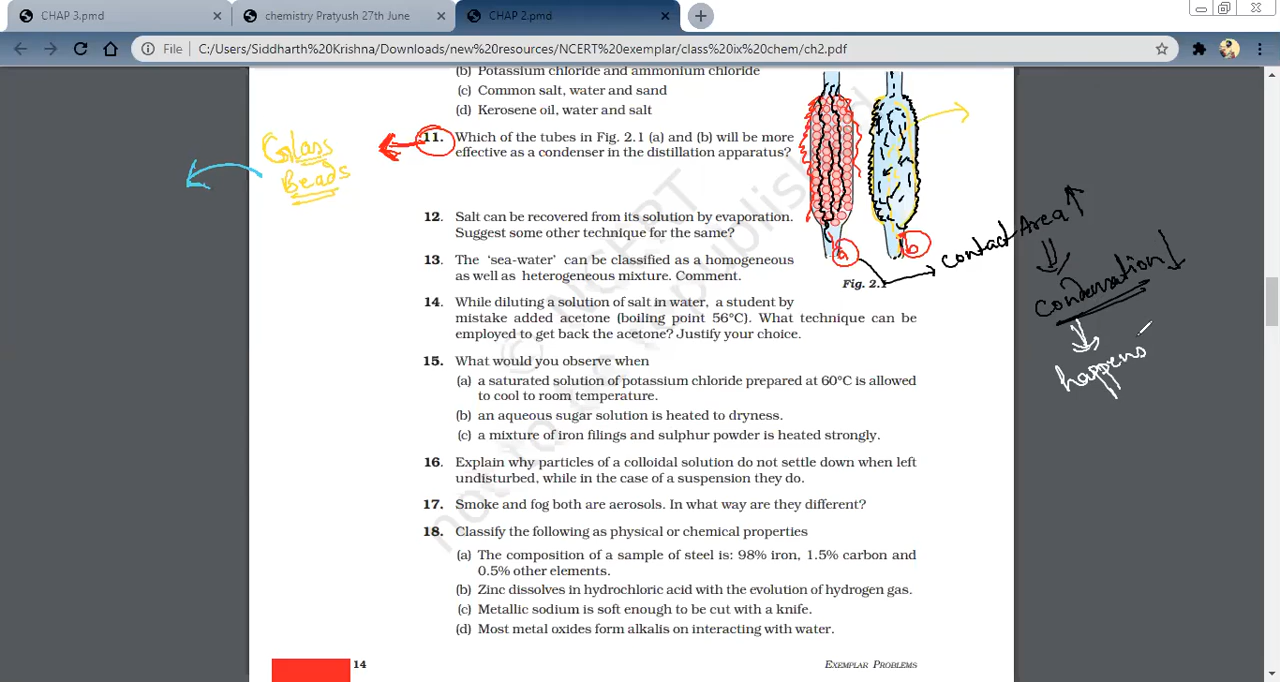 CHAP 3.pmd
chemistry Pratyush 27th June
CHAP 2.pmd
File
C:/Users/Siddharth%20Krishna/Downloads/new%20resources/NCERT%20exemplar/class%20ix%20chem/ch2.pdf
(b) Potassium chloride and ammonium chloride
(c) Common salt, water and sand
(d) Kerosene oil, water and salt
11. Which of the tubes in Fig. 2.1 (a) and (b) will be more
effective as a condenser in the distillation apparatus?
Glass
Beads
a
b
Fig. 2.1
contact Area
condensation
happens
12. Salt can be recovered from its solution by evaporation.
Suggest some other technique for the same?
13. The ‘sea-water’ can be classified as a homogeneous
as well as heterogeneous mixture. Comment.
14. While diluting a solution of salt in water, a student by
mistake added acetone (boiling point 56°C). What technique can be
employed to get back the acetone? Justify your choice.
15. What would you observe when
(a) a saturated solution of potassium chloride prepared at 60°C is allowed
to cool to room temperature.
(b) an aqueous sugar solution is heated to dryness.
(c) a mixture of iron filings and sulphur powder is heated strongly.
16. Explain why particles of a colloidal solution do not settle down when left
undisturbed, while in the case of a suspension they do.
17. Smoke and fog both are aerosols. In what way are they different?
18. Classify the following as physical or chemical properties
(a) The composition of a sample of steel is: 98% iron, 1.5% carbon and
0.5% other elements.
(b) Zinc dissolves in hydrochloric acid with the evolution of hydrogen gas.
(c) Metallic sodium is soft enough to be cut with a knife.
(d) Most metal oxides form alkalis on interacting with water.
14
EXEMPLAR PROBLEMS